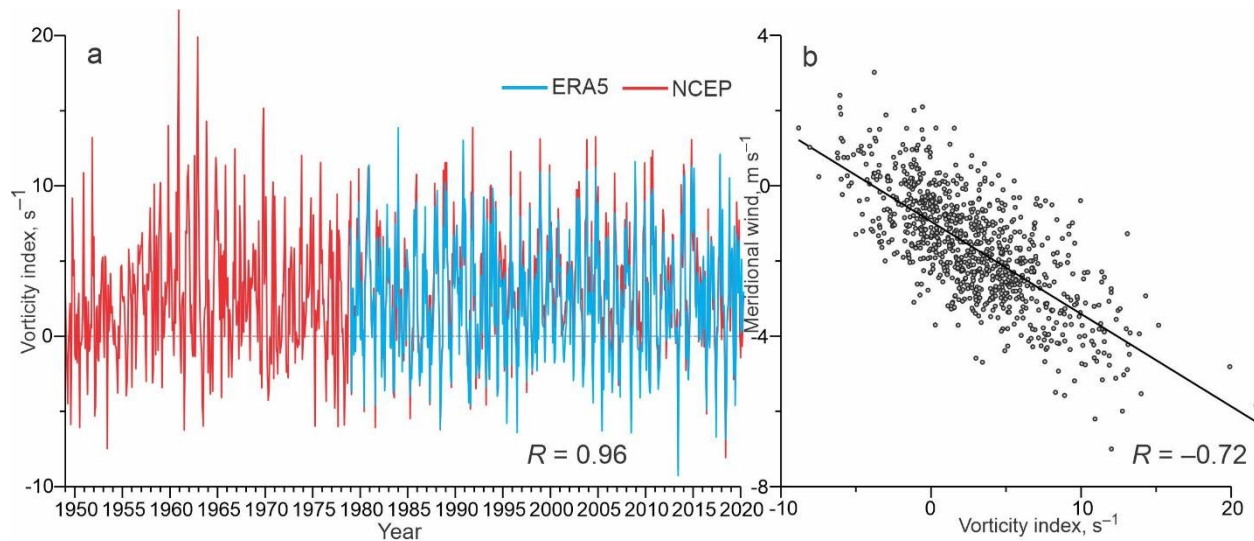 a
ERA5 NCEP
20
10
0
-10
Vorticity index, s⁻¹
R = 0.96
1950 1955 1960 1965 1970 1975 1980 1985 1990 1995 2000 2005 2010 2015 2020
Year
b
4
0
-4
-8
Meridional wind, m s⁻¹
R = –0.72
-10 0 10 20
Vorticity index, s⁻¹